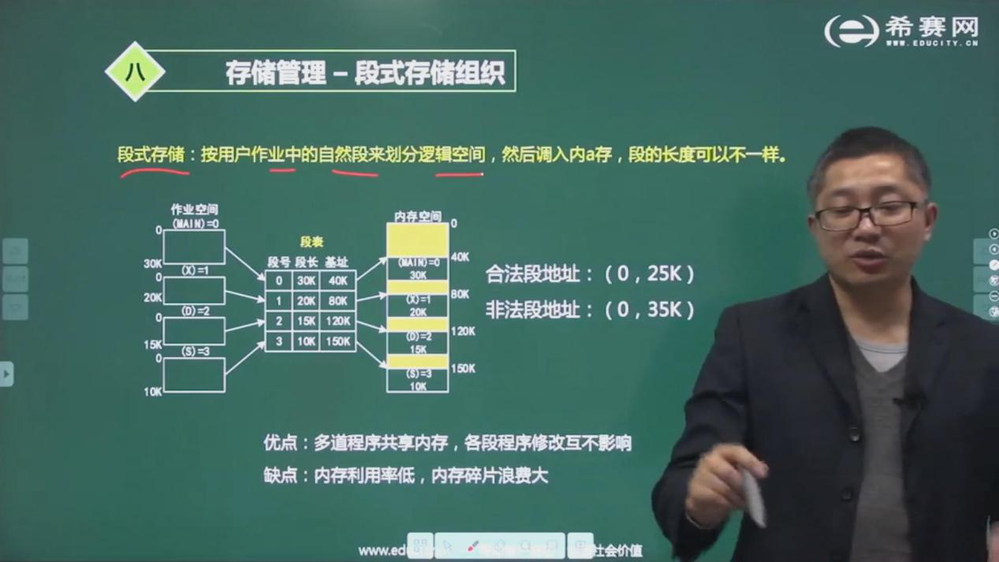 希赛网
WWW.EDUCITY.CN
八
存储管理 – 段式存储组织
段式存储：按用户作业中的自然段来划分逻辑空间，然后调入内a存，段的长度可以不一样。
作业空间
(MAIN)=0
0
30K
(X)=1
0
20K
(D)=2
0
15K
(S)=3
0
10K
段表
段号 段长 基址
0 30K 40K
1 20K 80K
2 15K 120K
3 10K 150K
内存空间
0
40K
(MAIN)=0
30K
80K
(X)=1
20K
120K
(D)=2
15K
150K
(S)=3
10K
合法段地址：（0，25K）
非法段地址：（0，35K）
优点：多道程序共享内存，各段程序修改互不影响
缺点：内存利用率低，内存碎片浪费大
www.ed
社会价值